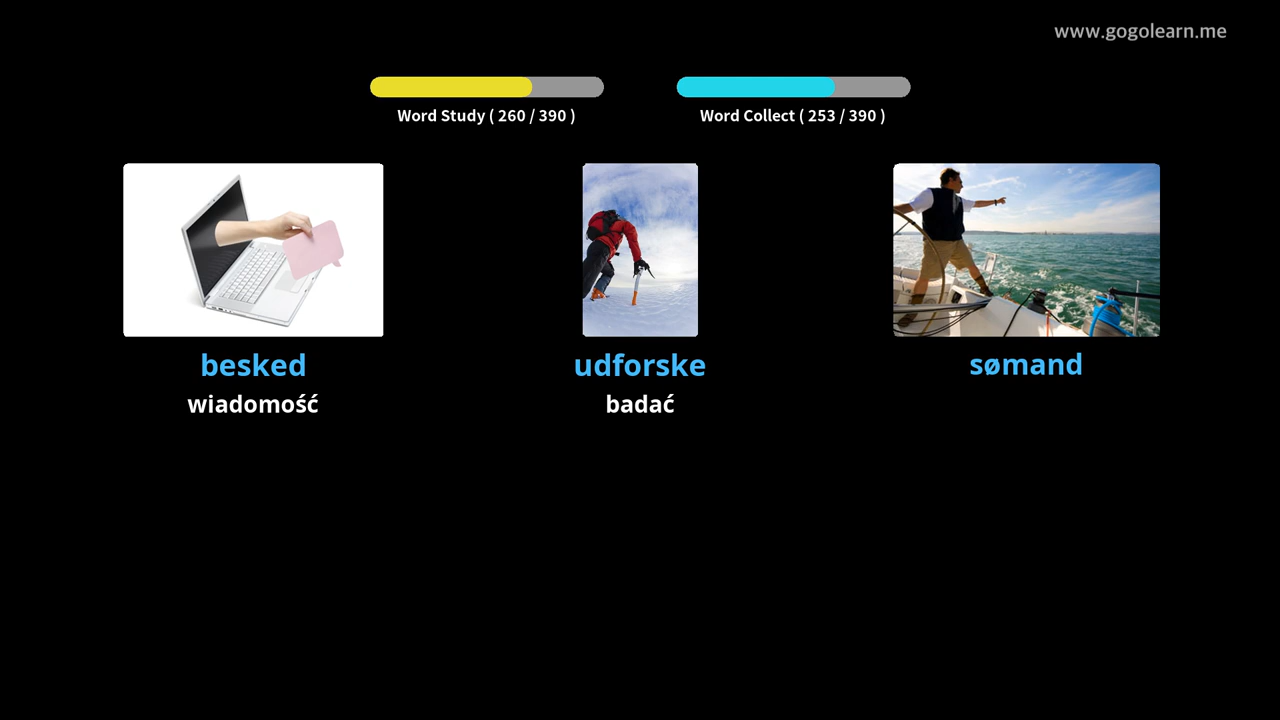 www.gogolearn.me
Word Study ( 260 / 390 )
Word Collect ( 253 / 390 )
besked
wiadomość
udforske
badać
sømand